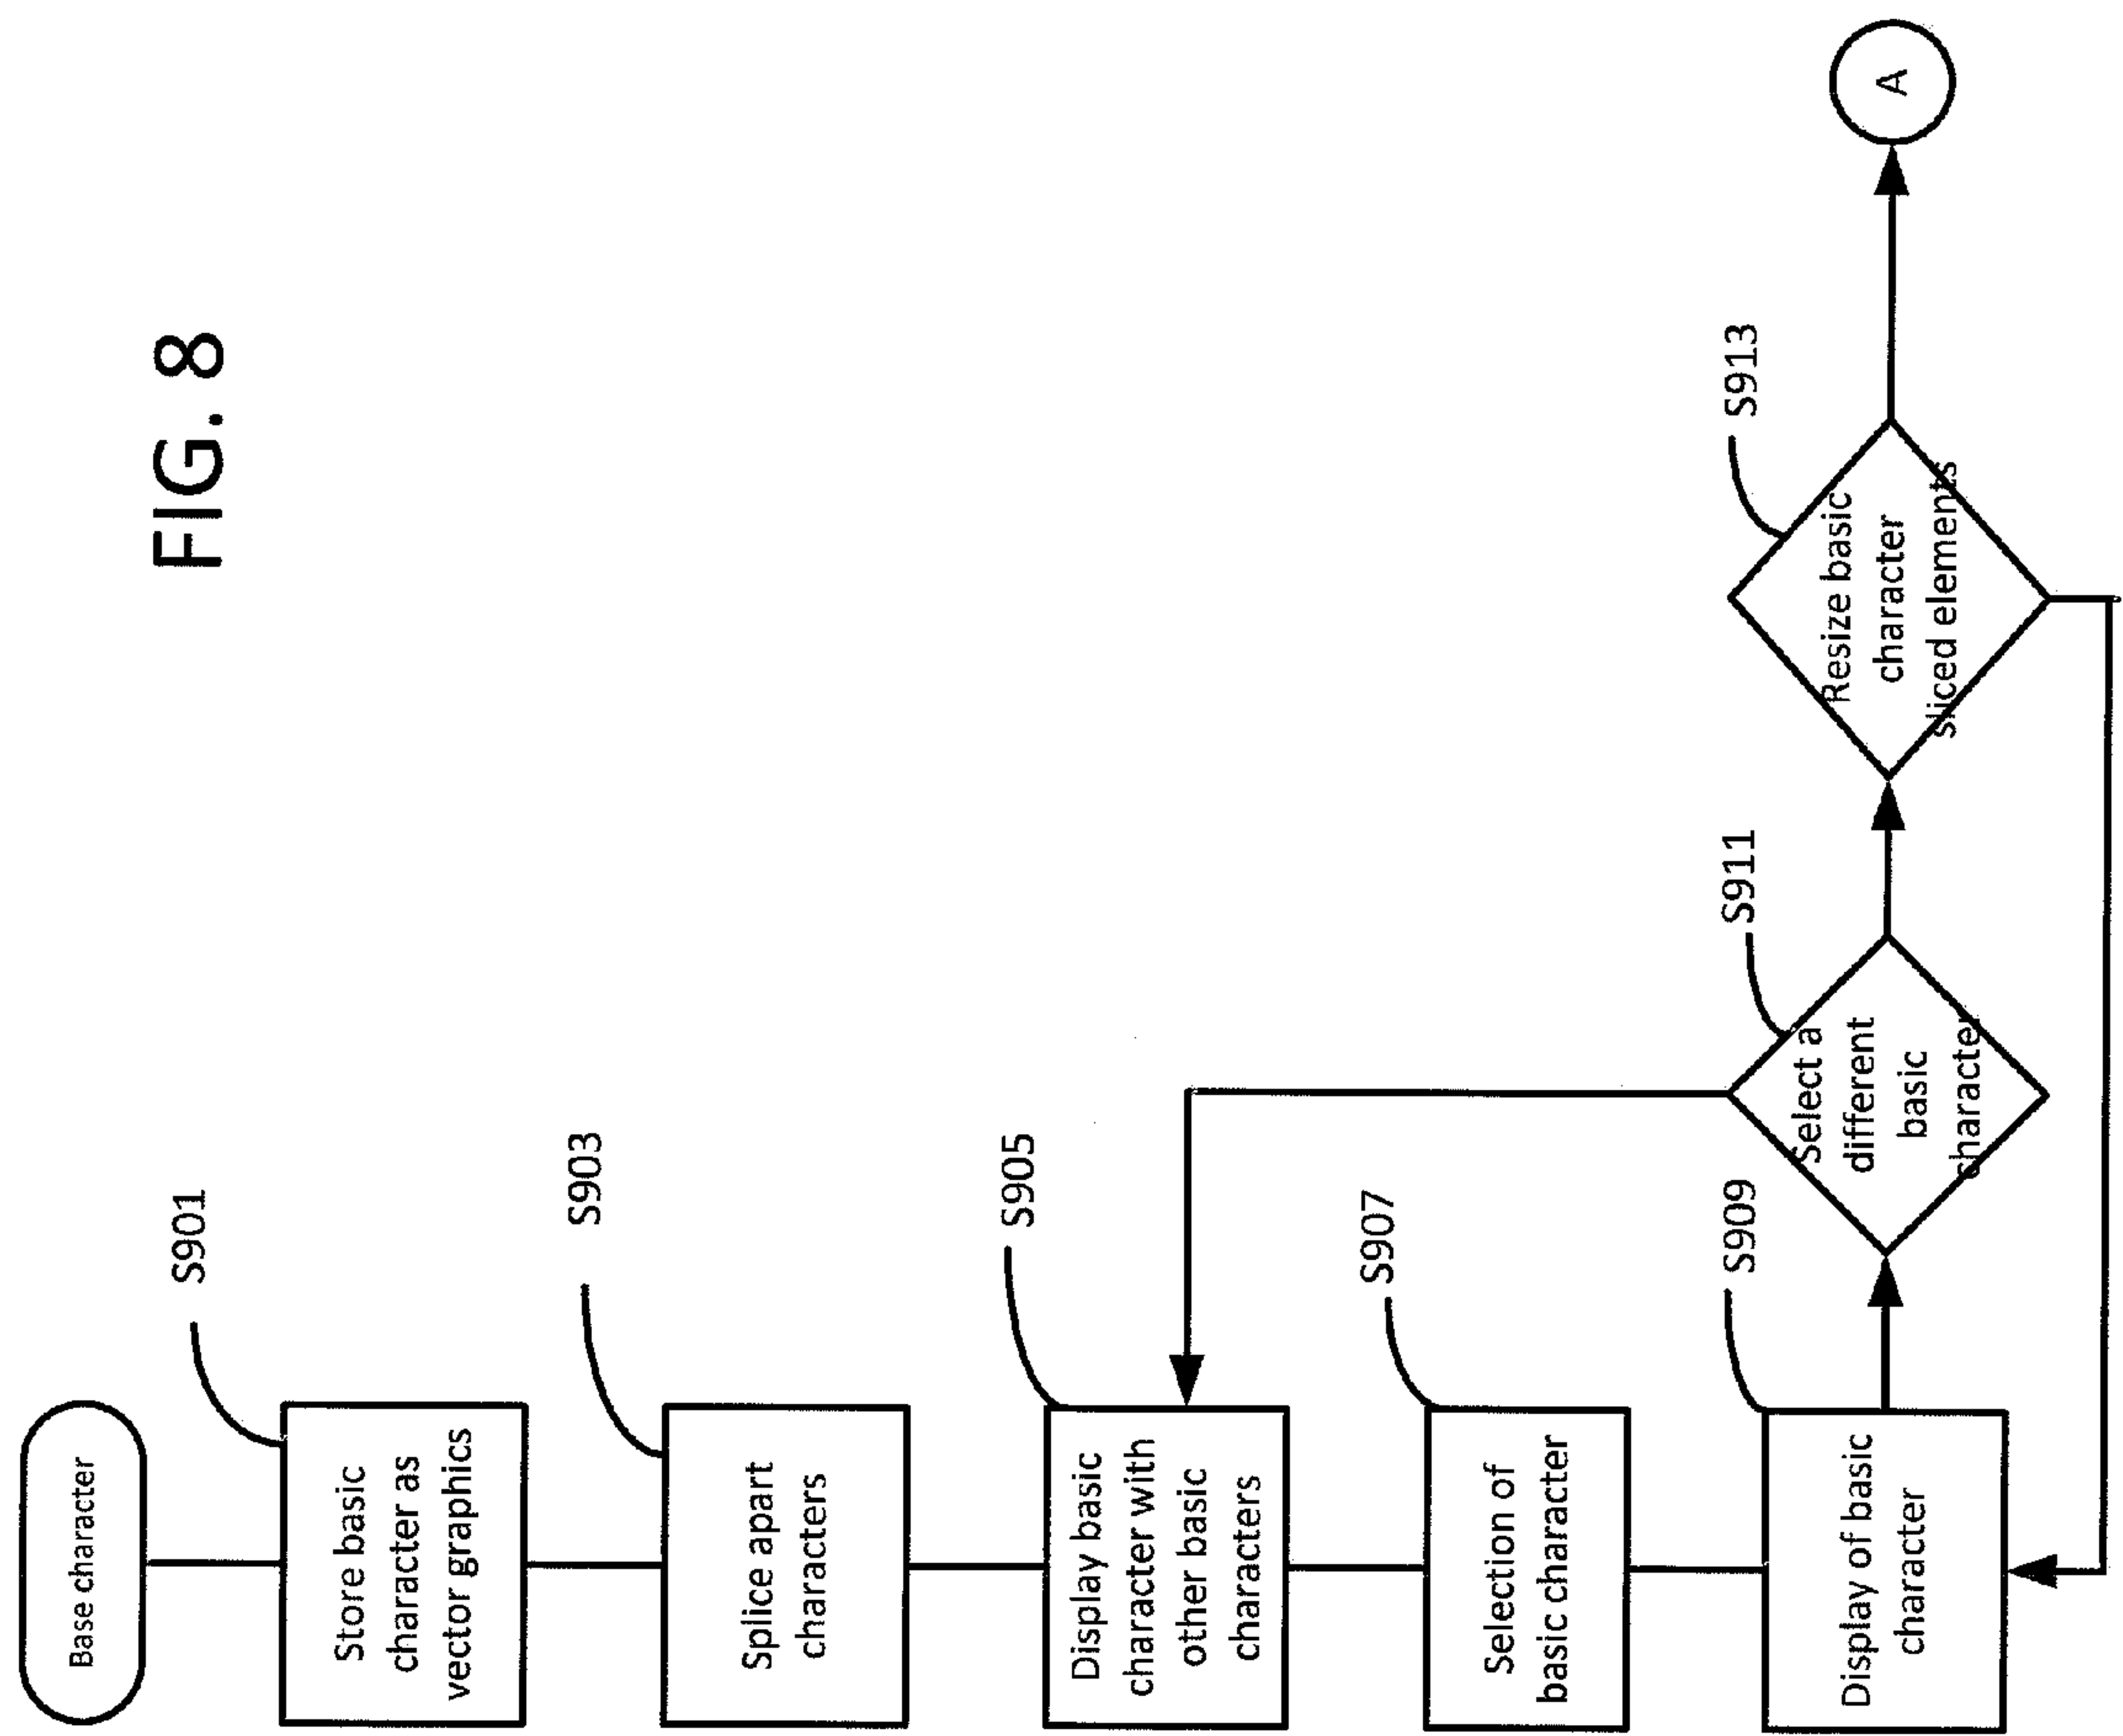 FIG. 8
Base character
S901
Store basic
character as
vector graphics
S903
Splice apart
characters
S905
Display basic
character with
other basic
characters
S907
Selection of
basic character
S909
Display of basic
character
S911
Select a
different
basic
character
S913
Resize basic
character
sliced elements
A